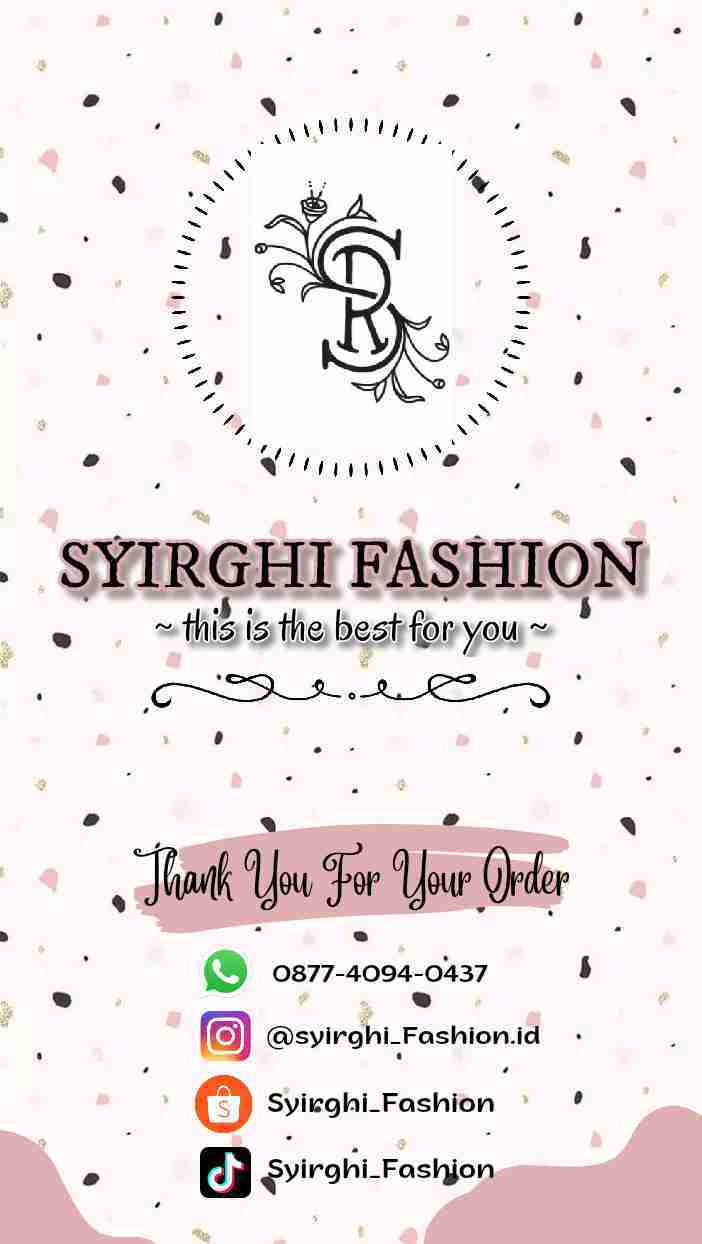 SR
SYIRGHI FASHION
~ this is the best for you ~
Thank You For Your Order
0877-4094-0437
@syirghi_Fashion.id
Syirghi_Fashion
Syirghi_Fashion